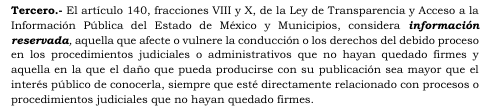 Tercero.- El artículo 140, fracciones VIII y X, de la Ley de Transparencia y Acceso a la
Información Pública del Estado de México y Municipios, considera información
reservada, aquella que afecte o vulnere la conducción o los derechos del debido proceso
en los procedimientos judiciales o administrativos que no hayan quedado firmes y
aquella en la que el daño que pueda producirse con su publicación sea mayor que el
interés público de conocerla, siempre que esté directamente relacionado con procesos o
procedimientos judiciales que no hayan quedado firmes.